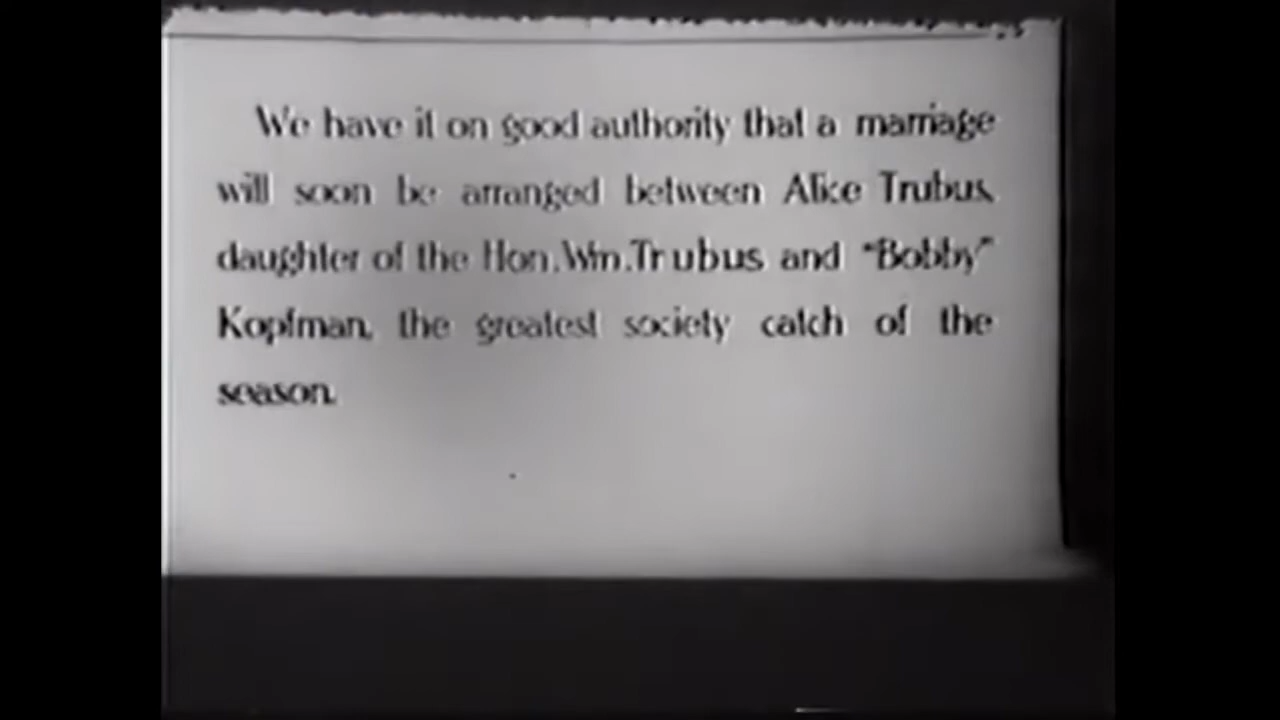 We have it on good authority that a marriage
will soon be arranged between Alice Trubus,
daughter of the Hon. Wm. Trubus and "Bobby"
Kopfman, the greatest society catch of the
season.